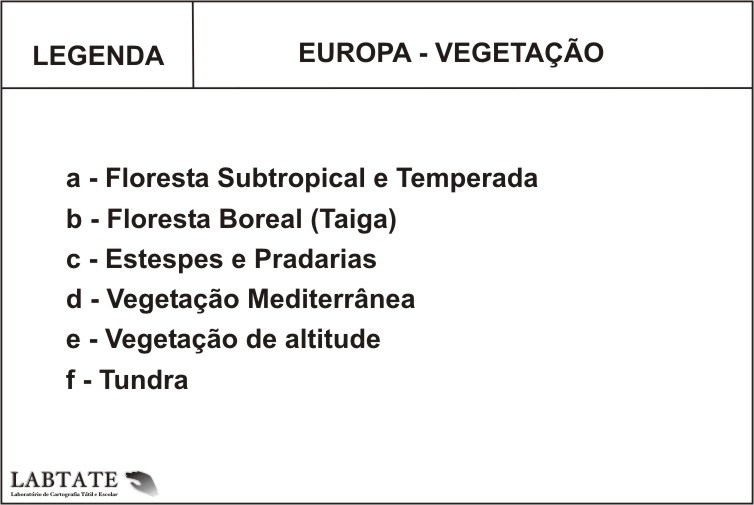 LEGENDA
EUROPA - VEGETAÇÃO
a - Floresta Subtropical e Temperada
b - Floresta Boreal (Taiga)
c - Estespes e Pradarias
d - Vegetação Mediterrânea
e - Vegetação de altitude
f - Tundra
LABTATE
Laboratório de Cartografia Tátil e Escolar